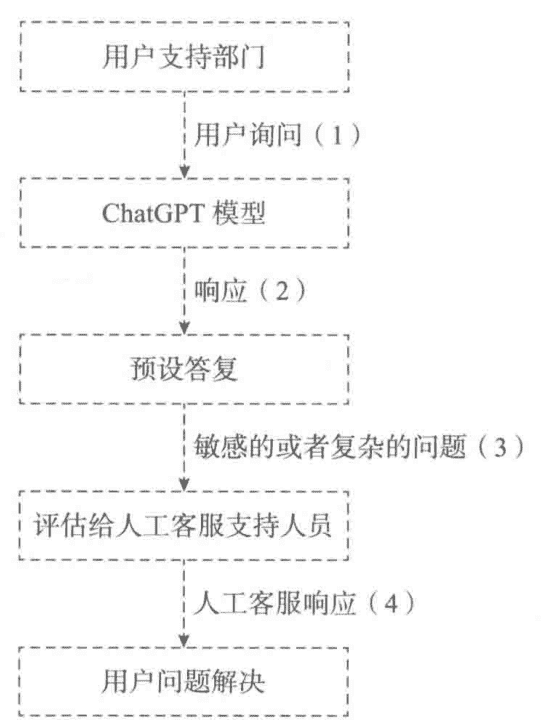 用户支持部门
用户询问（1）
ChatGPT 模型
响应（2）
预设答复
敏感的或者复杂的问题（3）
评估给人工客服支持人员
人工客服响应（4）
用户问题解决